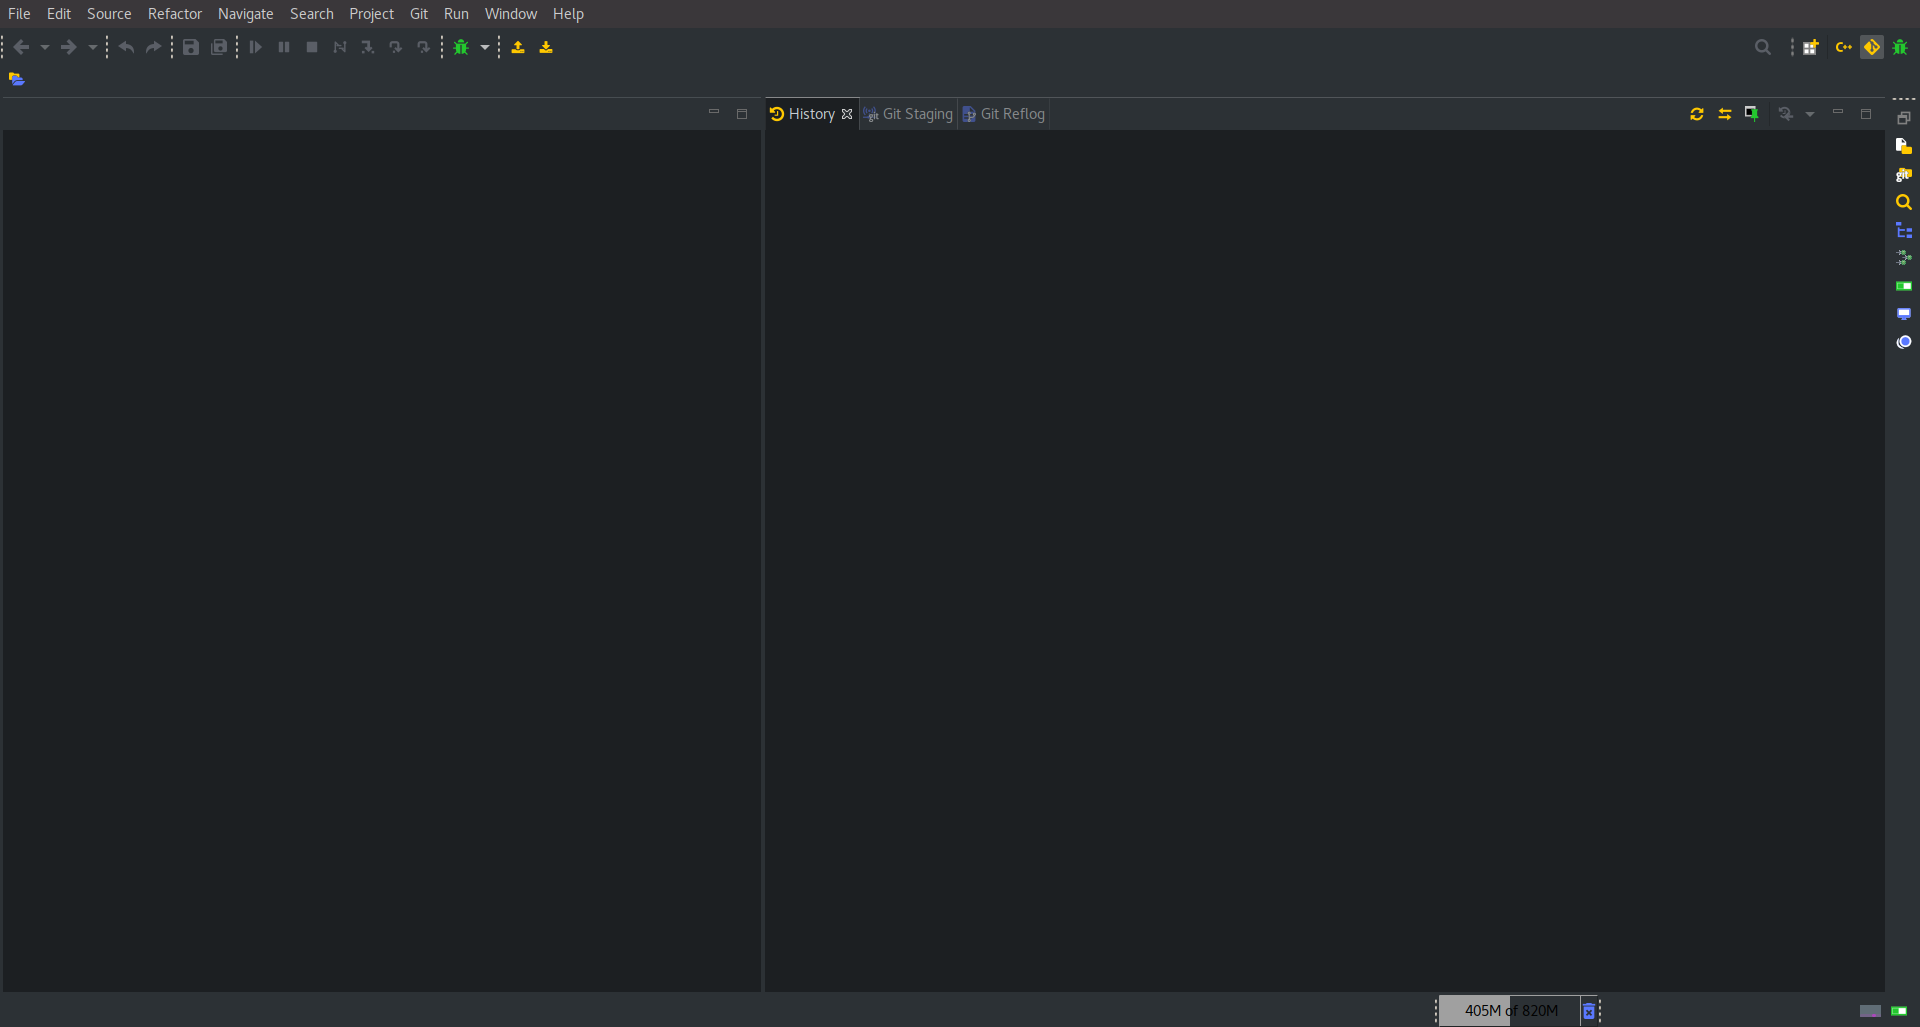 File Edit Source Refactor Navigate Search Project Git Run Window Help
C++
History Git Staging Git Reflog
git
405M of 820M